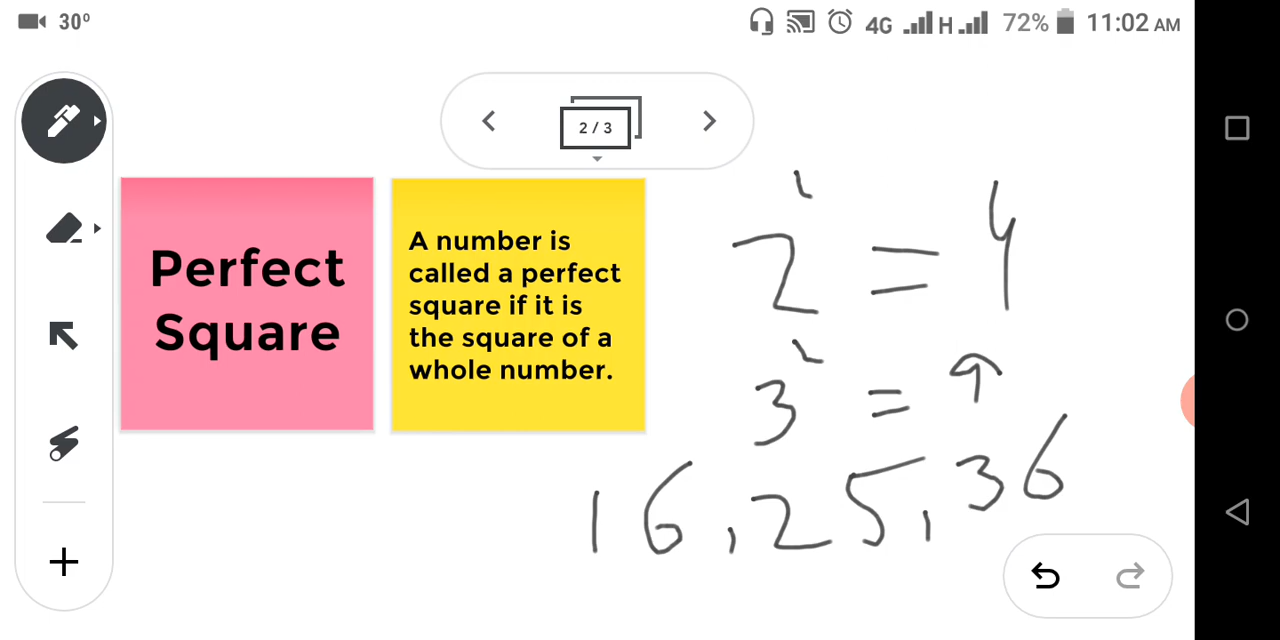 30°
4G H 72% 11:02 AM
2 / 3
Perfect
Square
A number is
called a perfect
square if it is
the square of a
whole number.
2² = 4
3² = 9
16, 25, 36